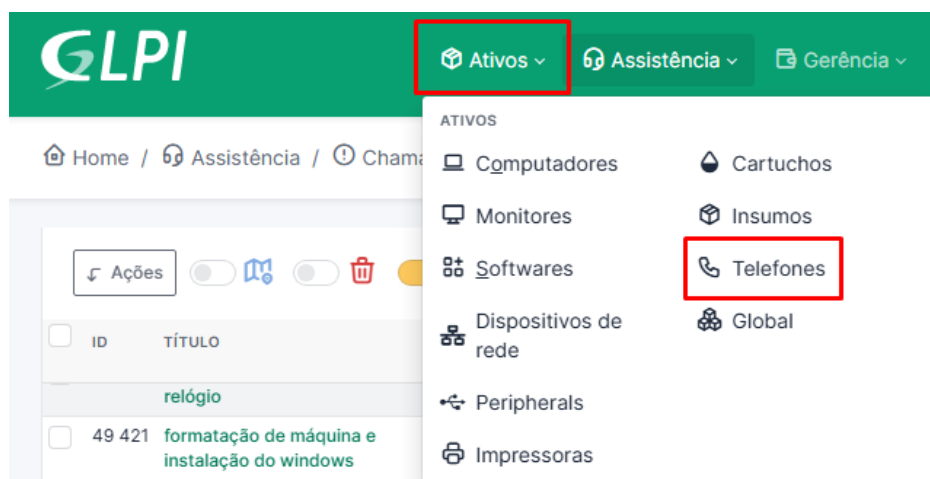 GLPI
Ativos
Assistência
Gerência
Home / Assistência / Chama
ATIVOS
Computadores
Cartuchos
Monitores
Insumos
Softwares
Telefones
Dispositivos de
rede
Global
Peripherals
Impressoras
Ações
ID TÍTULO
relógio
49 421 formatação de máquina e
instalação do windows